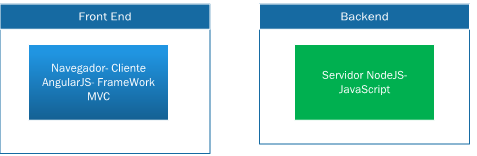 Front End
Navegador- Cliente
AngularJS- FrameWork
MVC
Backend
Servidor NodeJS-
JavaScript